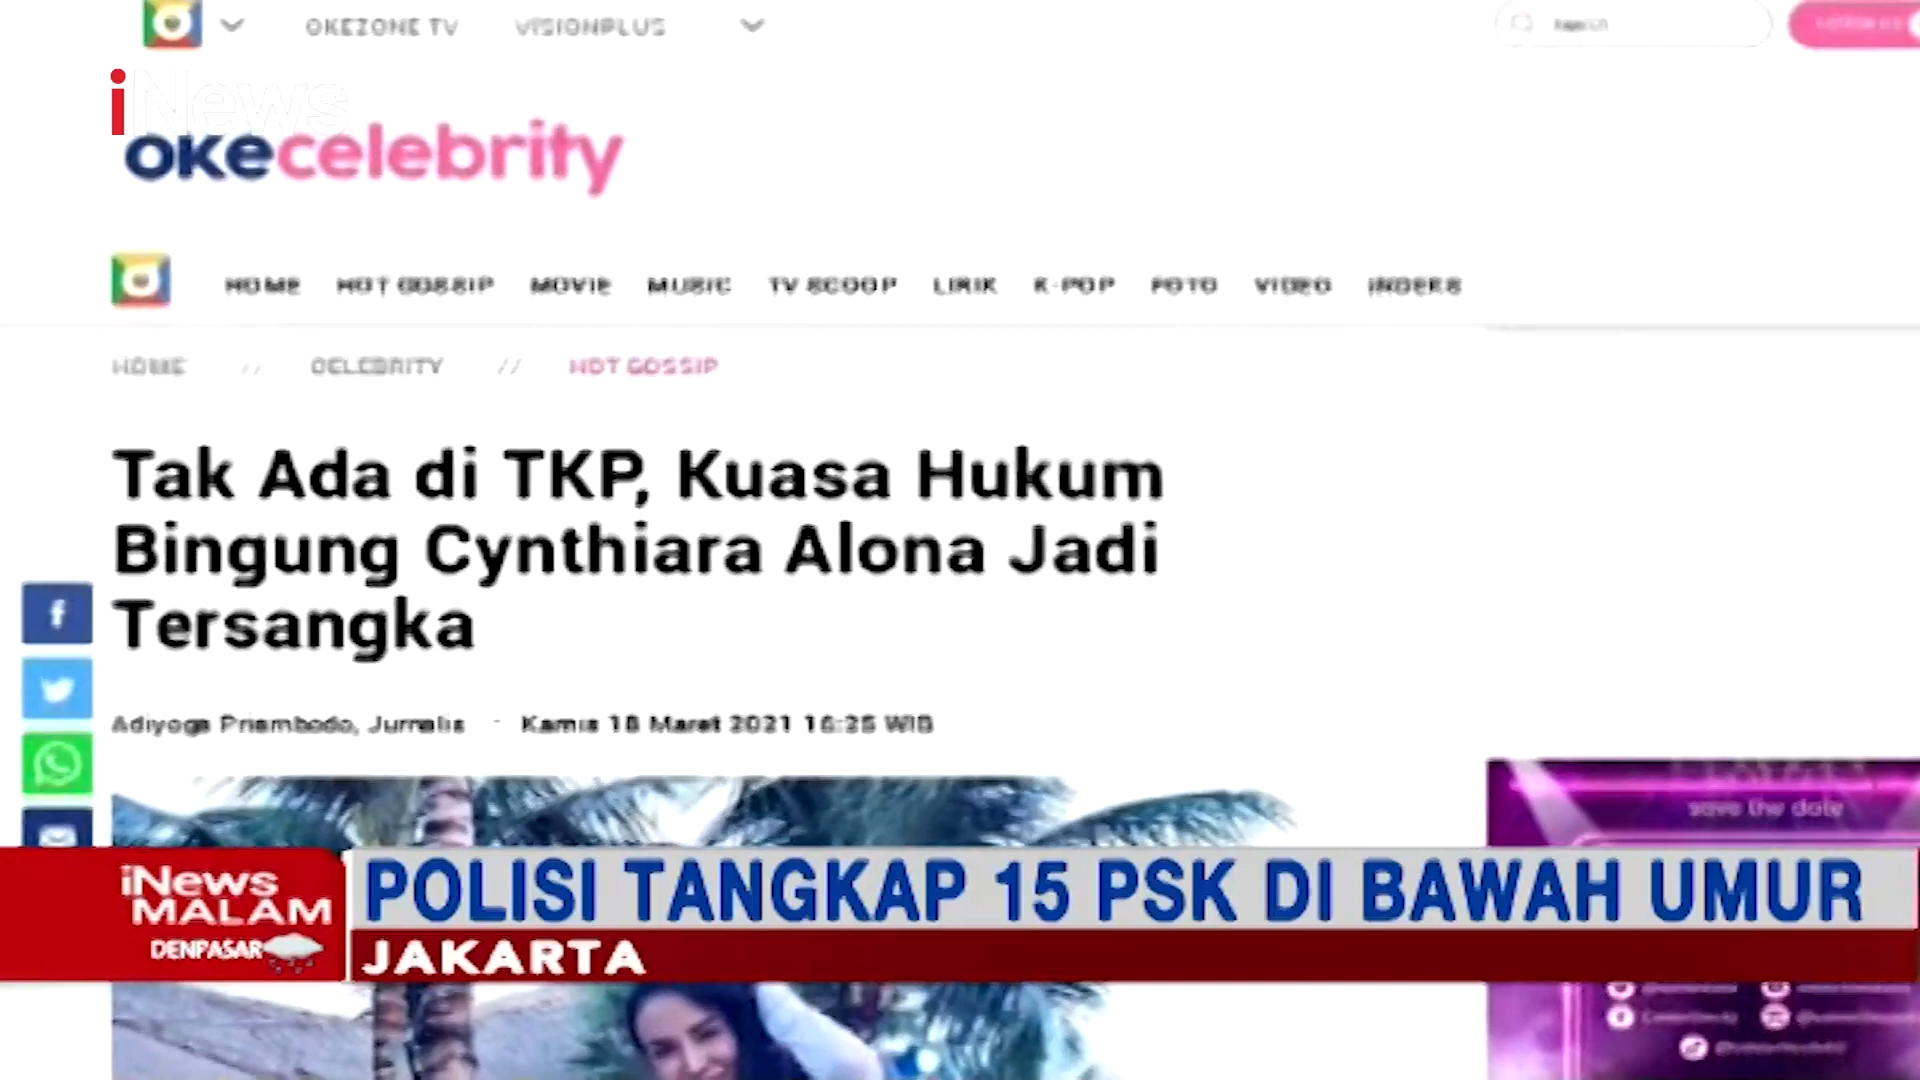 OKEZONE TV VISIONPLUS
iNews
okecelebrity
HOME HOT GOSSIP MOVIE MUSIC TV SCOOP LIRIK K-POP FOTO VIDEO INDEKS
HOME // CELEBRITY // HOT GOSSIP
Tak Ada di TKP, Kuasa Hukum
Bingung Cynthiara Alona Jadi
Tersangka
Adiyoga Priambodo, Jurnalis - Kamis 18 Maret 2021 16:25 WIB
save the date
iNews
MALAM
DENPASAR
POLISI TANGKAP 15 PSK DI BAWAH UMUR
JAKARTA